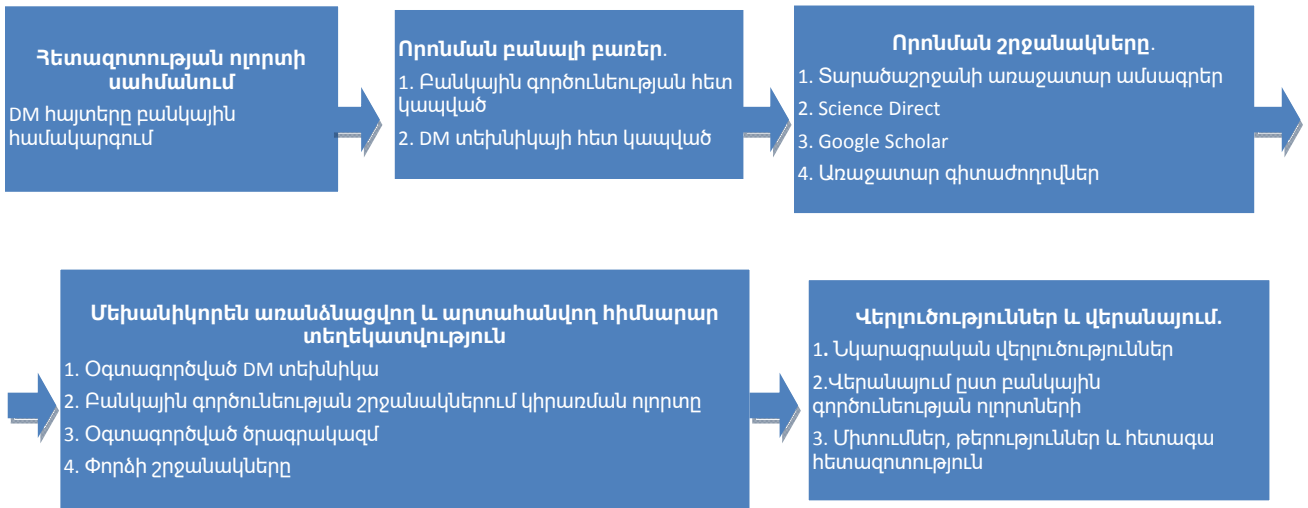 Հետազոտության ոլորտի
սահմանում
DM հայտերը բանկային
համակարգում
Որոնման բանալի բառեր.
1. Բանկային գործունեության հետ
կապված
2. DM տեխնիկայի հետ կապված
Որոնման շրջանակները.
1. Տարածաշրջանի առաջատար ամսագրեր
2. Science Direct
3. Google Scholar
4. Առաջատար գիտաժողովներ
Մեխանիկորեն առանձնացվող և արտահանվող հիմնարար
տեղեկատվություն
1. Օգտագործված DM տեխնիկա
2. Բանկային գործունեության շրջանակներում կիրառման ոլորտը
3. Օգտագործված ծրագրակազմ
4. Փորձի շրջանակները
Վերլուծություններ և վերանայում.
1. Նկարագրական վերլուծություններ
2.Վերանայում ըստ բանկային
գործունեության ոլորտների
3. Միտումներ, թերություններ և հետագա
հետազոտություն